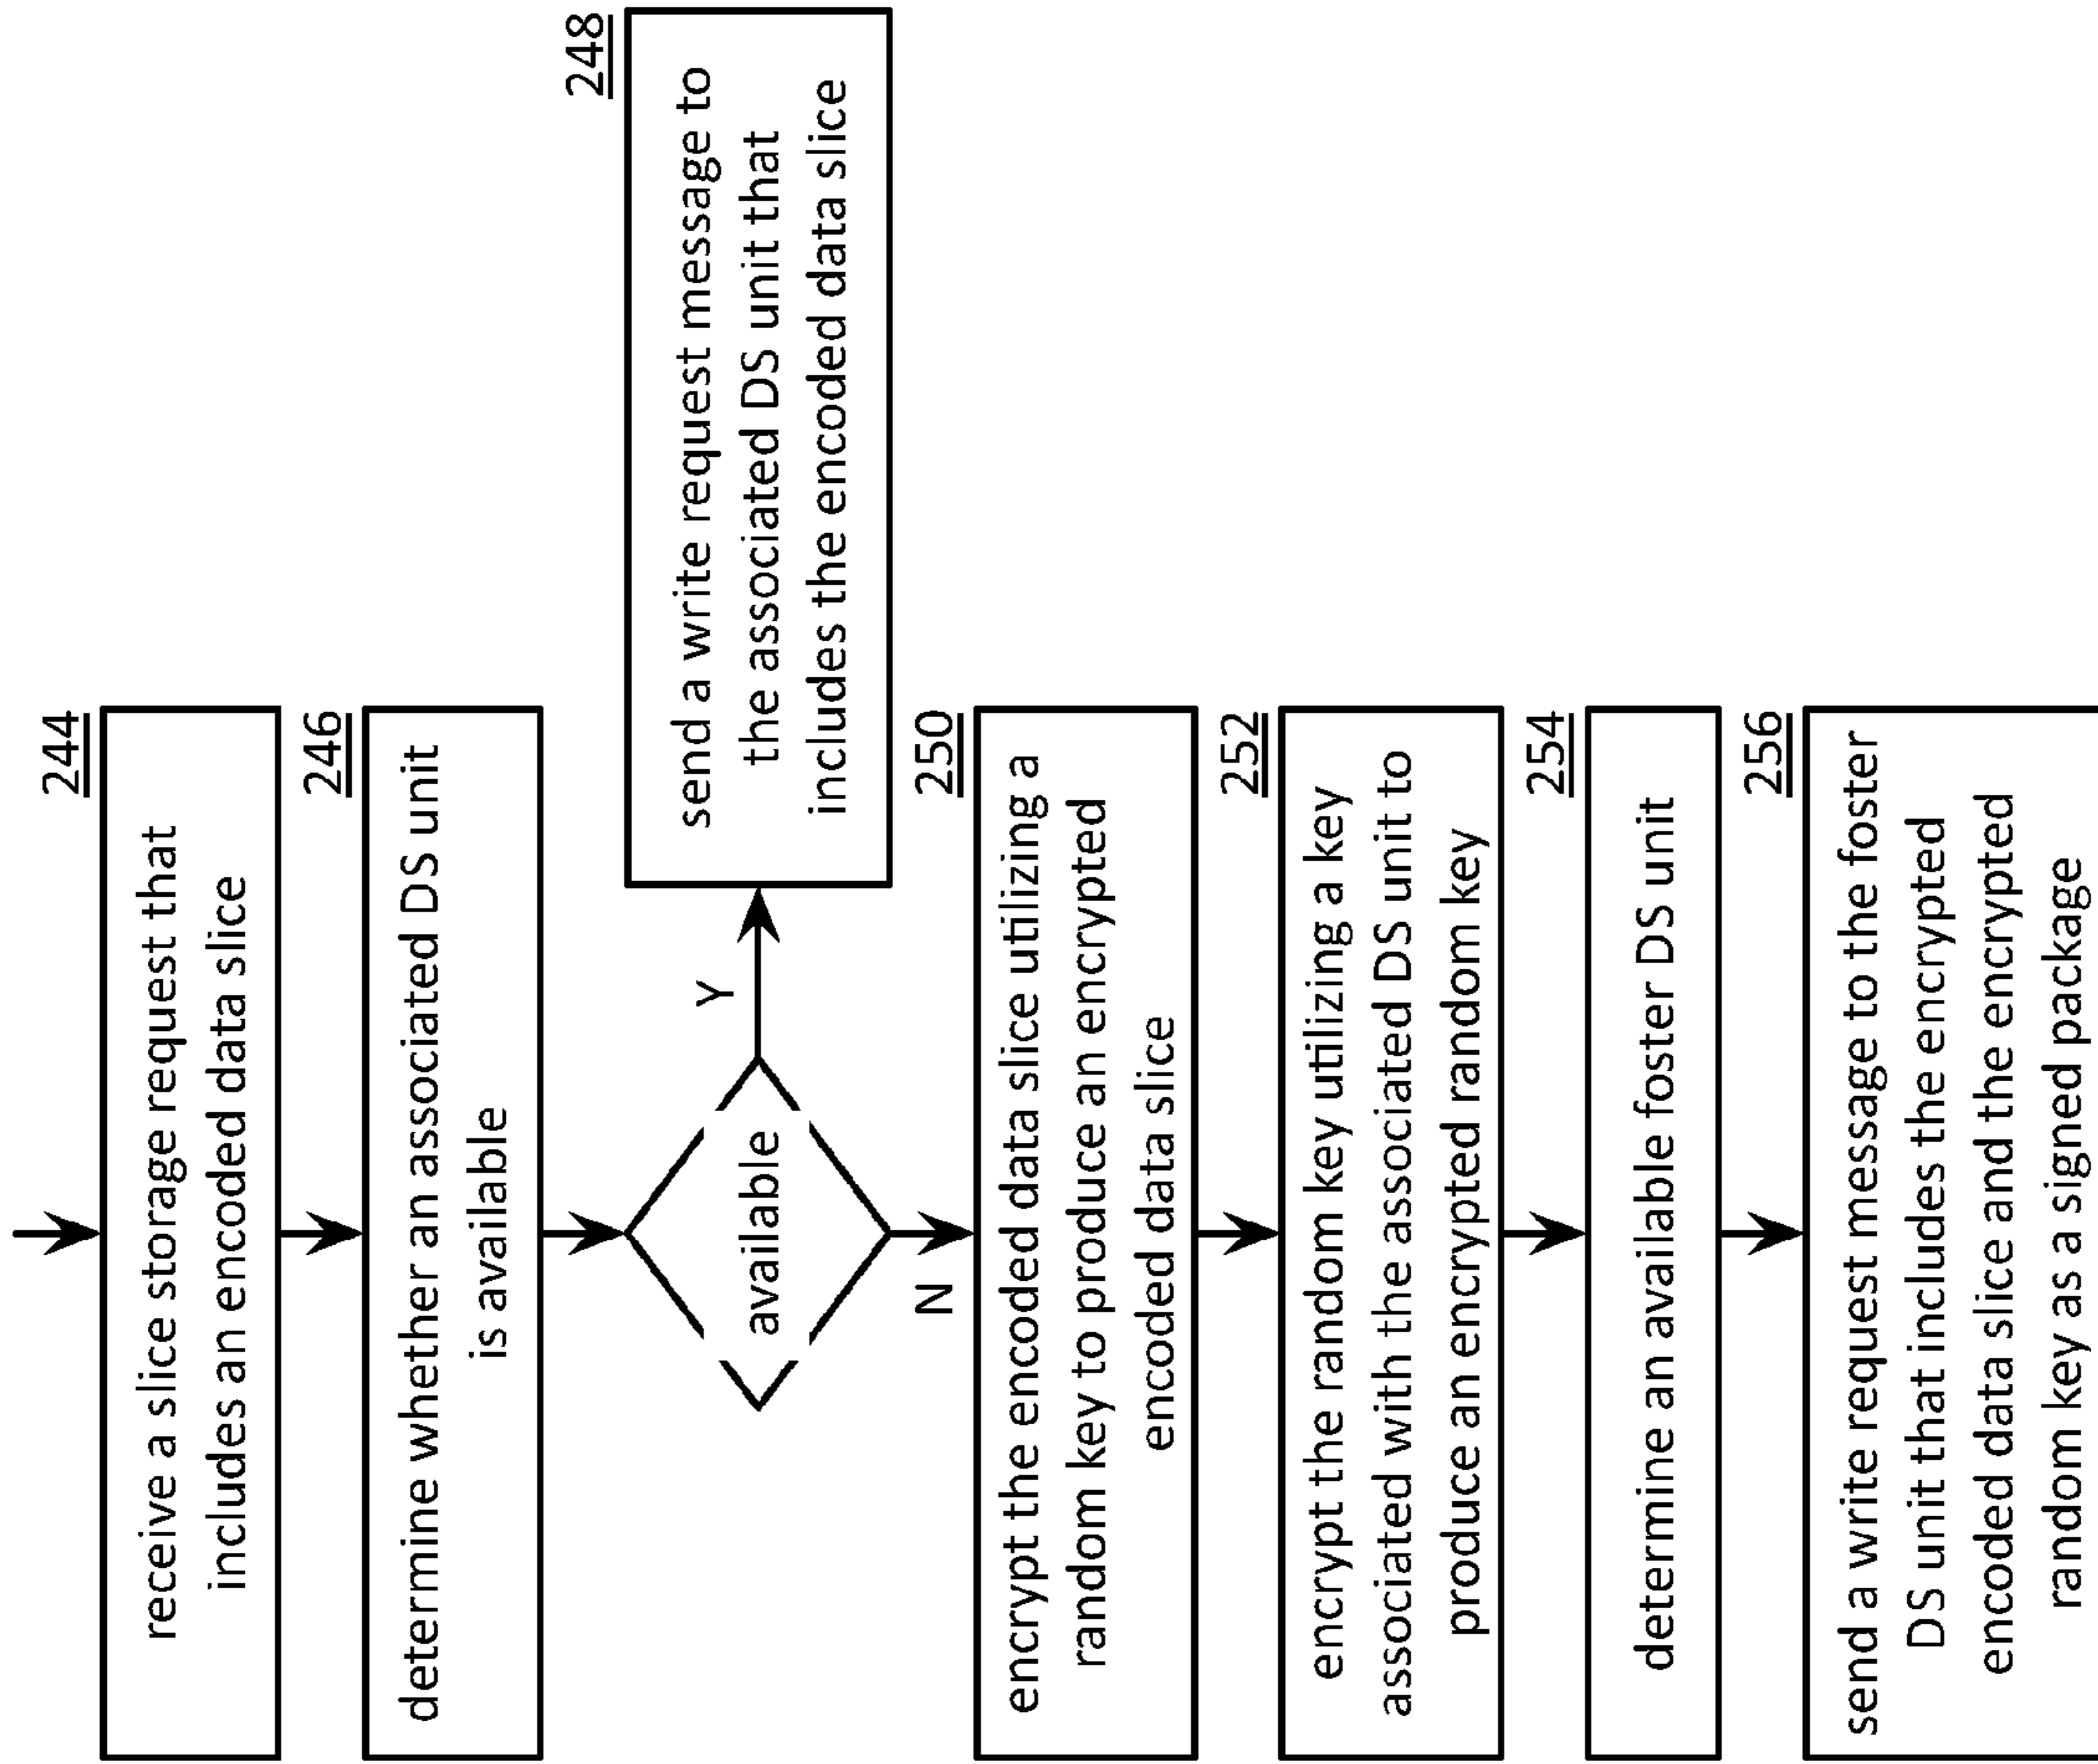 244
receive a slice storage request that
includes an encoded data slice
246
determine whether an associated DS unit
is available
available
Y
248
send a write request message to
the associated DS unit that
includes the encoded data slice
N
250
encrypt the encoded data slice utilizing a
random key to produce an encrypted
encoded data slice
252
encrypt the random key utilizing a key
associated with the associated DS unit to
produce an encrypted random key
254
determine an available foster DS unit
256
send a write request message to the foster
DS unit that includes the encrypted
encoded data slice and the encrypted
random key as a signed package